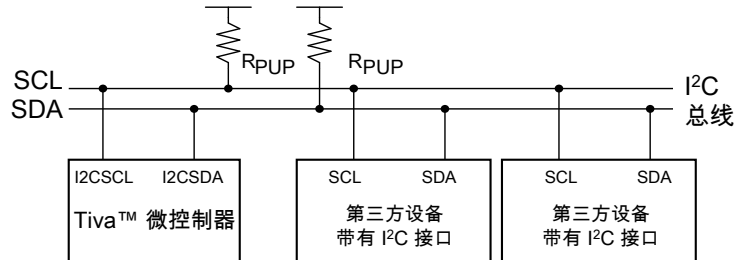 RPUP
RPUP
SCL
I²C
SDA
总线
I2CSCL
I2CSDA
SCL
SDA
SCL
SDA
Tiva™ 微控制器
第三方设备
带有 I²C 接口
第三方设备
带有 I²C 接口